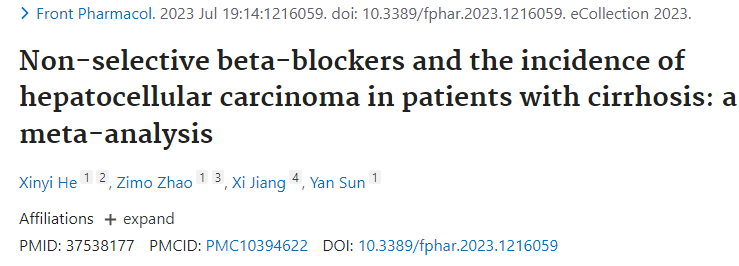 > Front Pharmacol. 2023 Jul 19:14:1216059. doi: 10.3389/fphar.2023.1216059. eCollection 2023.
Non-selective beta-blockers and the incidence of
hepatocellular carcinoma in patients with cirrhosis: a
meta-analysis
Xinyi He 1 2, Zimo Zhao 1 3, Xi Jiang 4, Yan Sun 1
Affiliations + expand
PMID: 37538177 PMCID: PMC10394622 DOI: 10.3389/fphar.2023.1216059